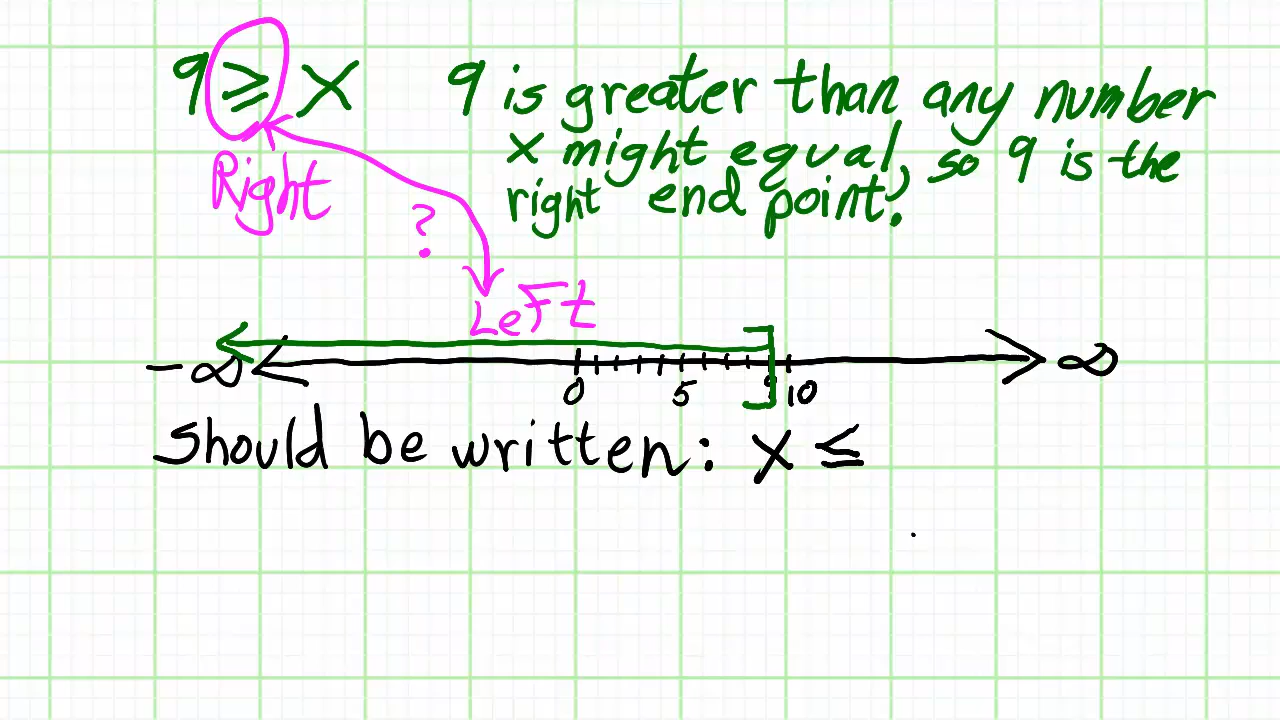 9 ≥ X
9 is greater than any number
x might equal, so 9 is the
right end point.
Right
?
Left
-∞ 0 5 9 10 ∞
Should be written: X ≤